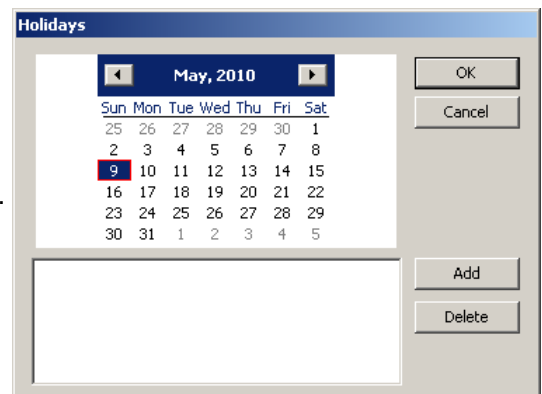 Holidays
May, 2010
OK
Sun Mon Tue Wed Thu Fri Sat
Cancel
25 26 27 28 29 30 1
2 3 4 5 6 7 8
9 10 11 12 13 14 15
16 17 18 19 20 21 22
23 24 25 26 27 28 29
30 31 1 2 3 4 5
Add
Delete